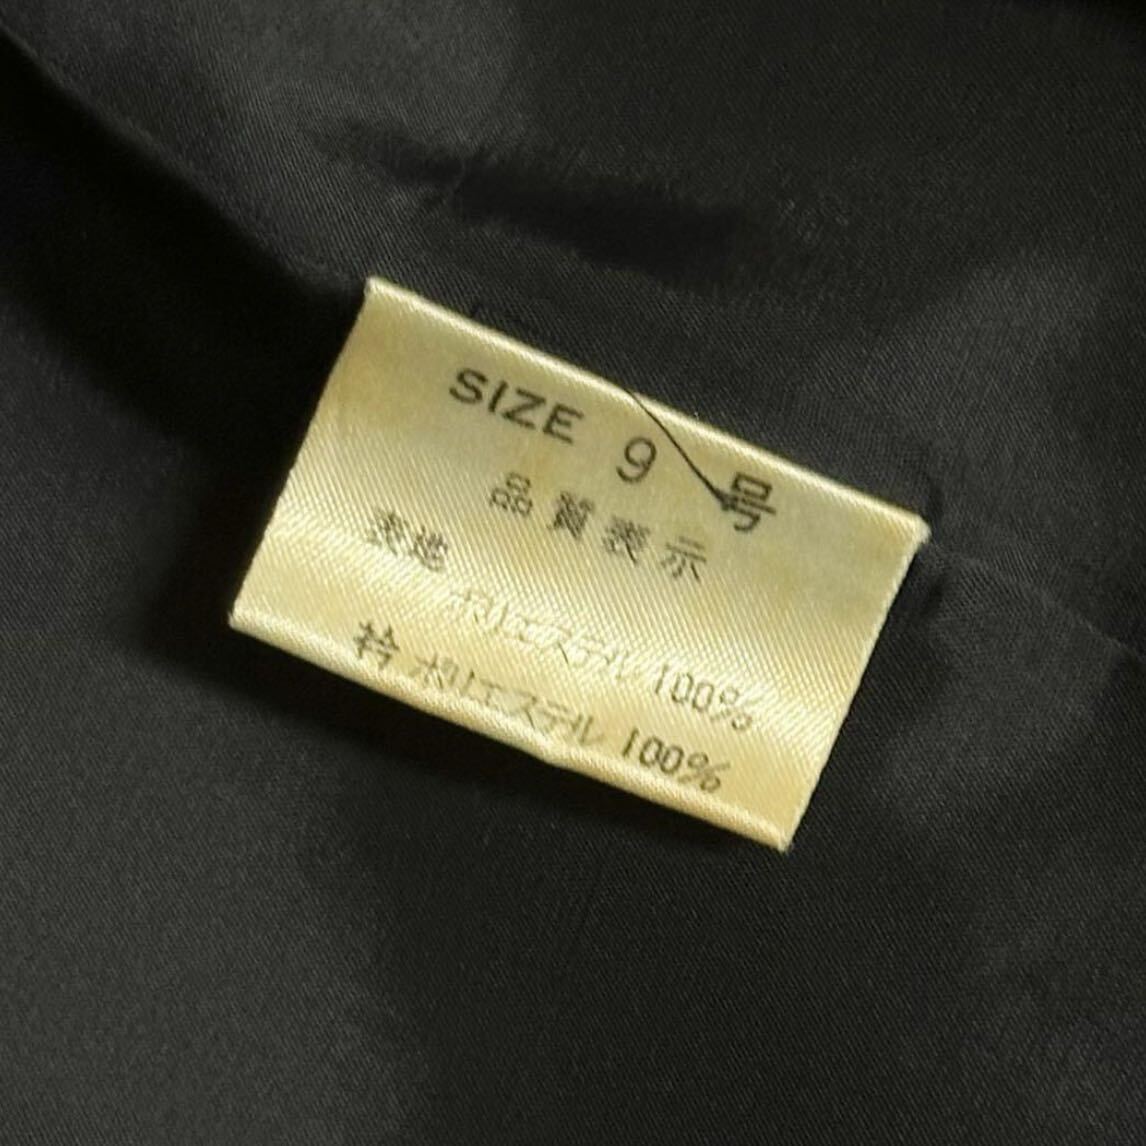 SIZE 9 号
品質表示
表地
ポリエステル 100%
衿 ポリエステル 100%